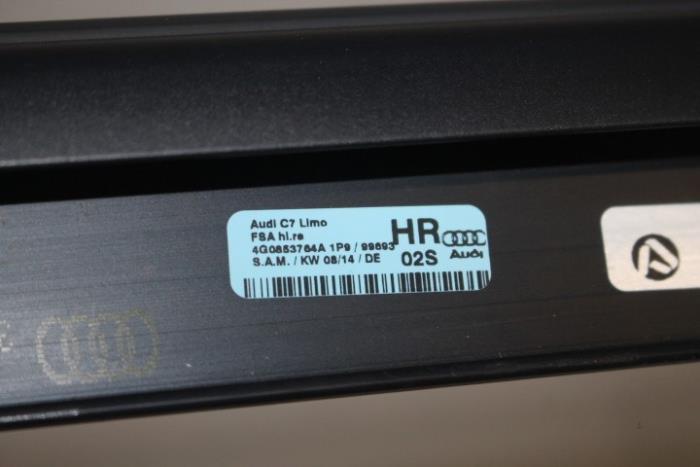 Audi C7 Limo
FSA hi.re
4G0853764A 1P9 / 99693
S.A.M. / KW 08/14 / DE
HR
02S
Audi